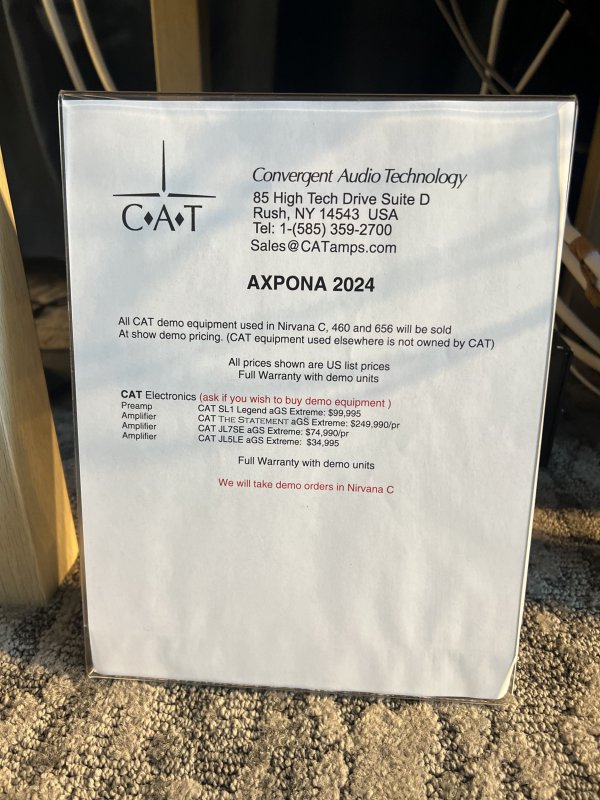 C♦A♦T
Convergent Audio Technology
85 High Tech Drive Suite D
Rush, NY 14543 USA
Tel: 1-(585) 359-2700
Sales@CATamps.com
AXPONA 2024
All CAT demo equipment used in Nirvana C, 460 and 656 will be sold
At show demo pricing. (CAT equipment used elsewhere is not owned by CAT)
All prices shown are US list prices
Full Warranty with demo units
CAT Electronics (ask if you wish to buy demo equipment )
Preamp CAT SL1 Legend aGS Extreme: $99,995
Amplifier CAT THE STATEMENT aGS Extreme: $249,990/pr
Amplifier CAT JL7SE aGS Extreme: $74,990/pr
Amplifier CAT JL5LE aGS Extreme: $34,995
Full Warranty with demo units
We will take demo orders in Nirvana C